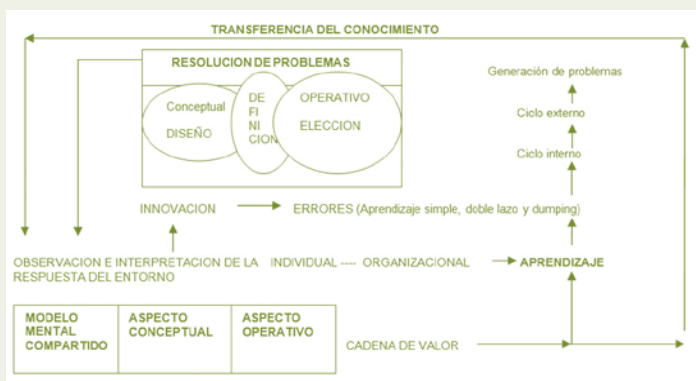 TRANSFERENCIA DEL CONOCIMIENTO
RESOLUCION DE PROBLEMAS
Conceptual
DISEÑO
DE
FI
NI
CION
OPERATIVO
ELECCION
Generación de problemas
Ciclo externo
Ciclo interno
INNOVACION
ERRORES (Aprendizaje simple, doble lazo y dumping)
OBSERVACION E INTERPRETACION DE LA
RESPUESTA DEL ENTORNO
INDIVIDUAL ---- ORGANIZACIONAL
APRENDIZAJE
MODELO
MENTAL
COMPARTIDO
ASPECTO
CONCEPTUAL
ASPECTO
OPERATIVO
CADENA DE VALOR